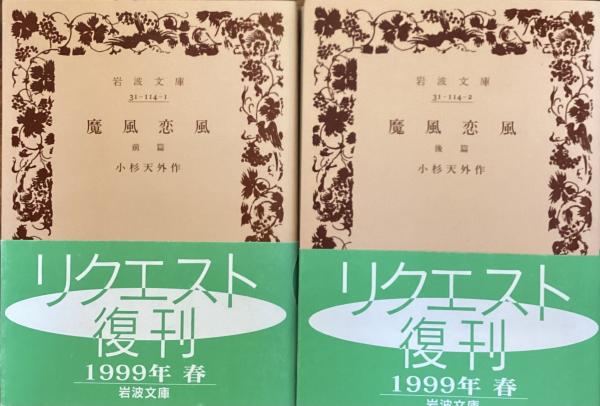 岩波文庫
31-114-1
魔風恋風
前篇
小杉天外作
リクエスト
復刊
1999年 春
岩波文庫
岩波文庫
31-114-2
魔風恋風
後篇
小杉天外作
リクエスト
復刊
1999年 春
岩波文庫